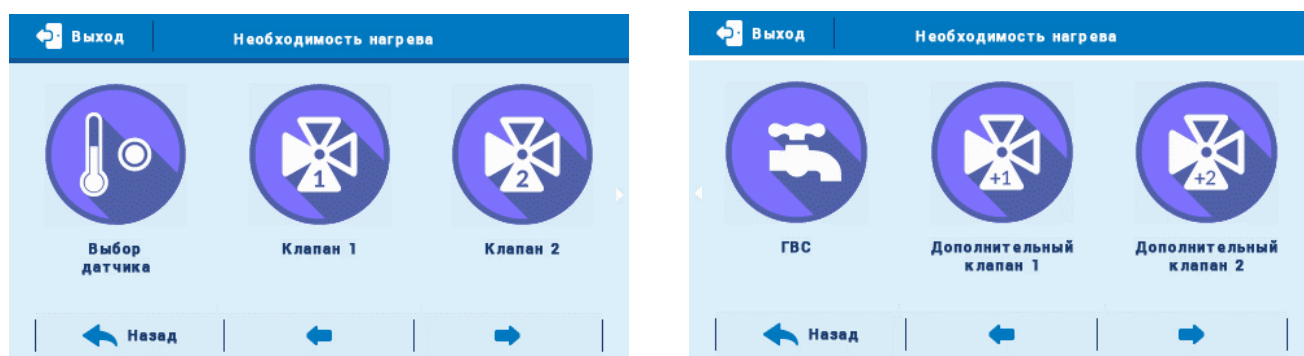 Выход Необходимость нагрева
1 2
Выбор датчика Клапан 1 Клапан 2
Назад
Выход Необходимость нагрева
+1 +2
ГВС Дополнительный клапан 1 Дополнительный клапан 2
Назад